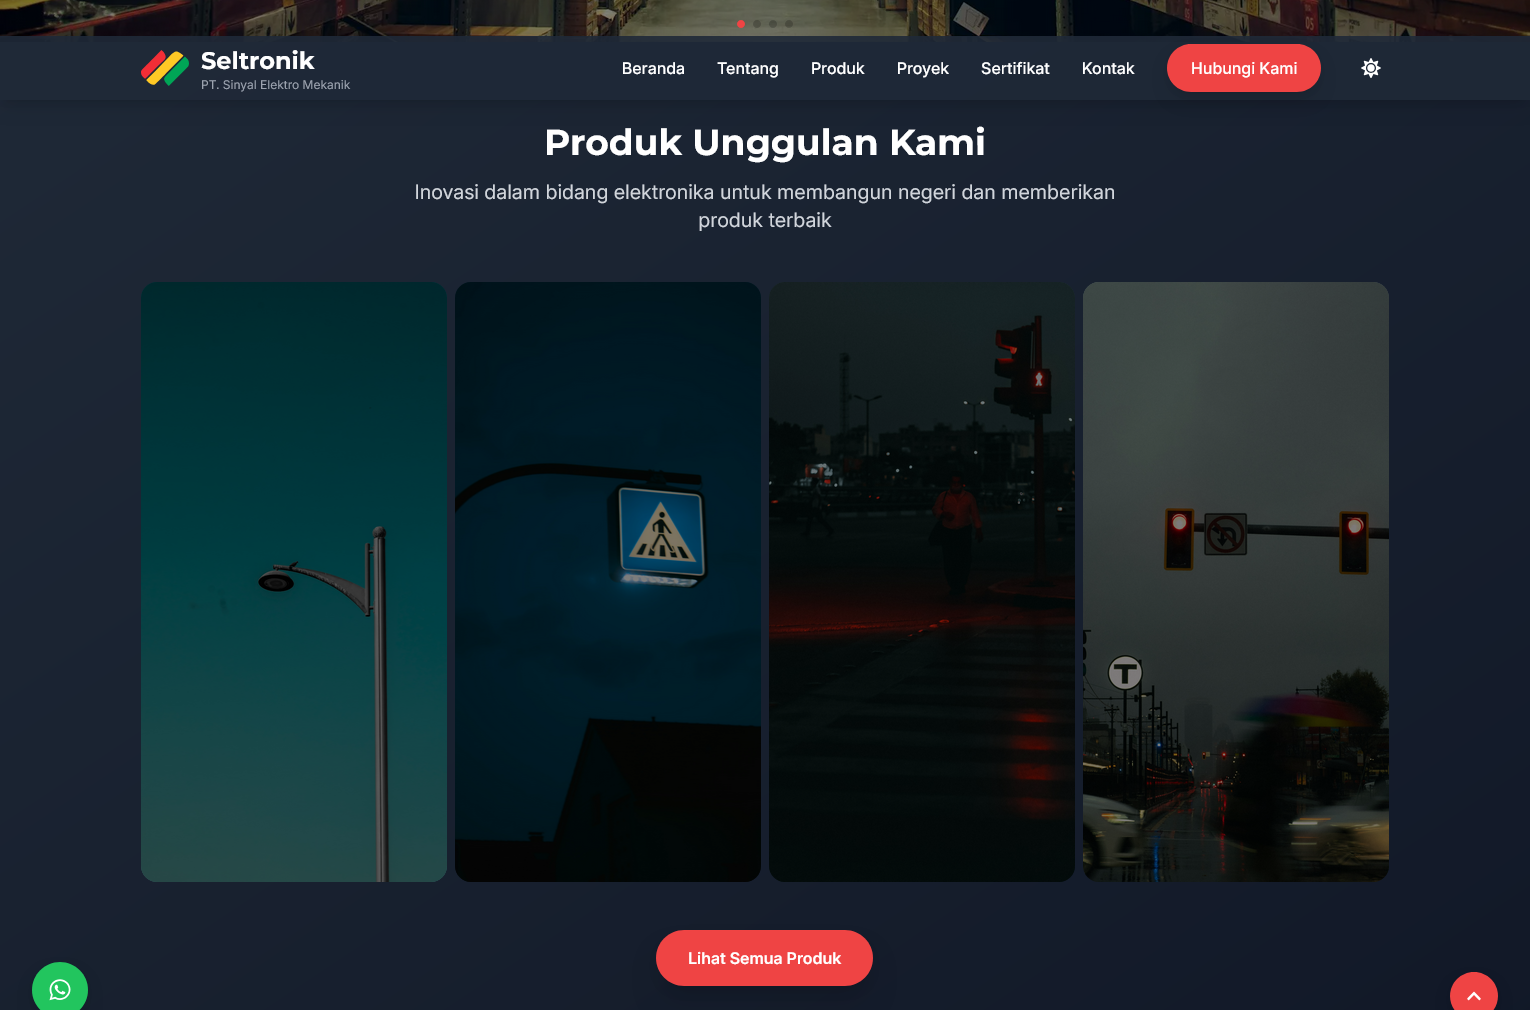 Seltronik
PT. Sinyal Elektro Mekanik
Beranda
Tentang
Produk
Proyek
Sertifikat
Kontak
Hubungi Kami
Produk Unggulan Kami
Inovasi dalam bidang elektronika untuk membangun negeri dan memberikan
produk terbaik
T
Lihat Semua Produk